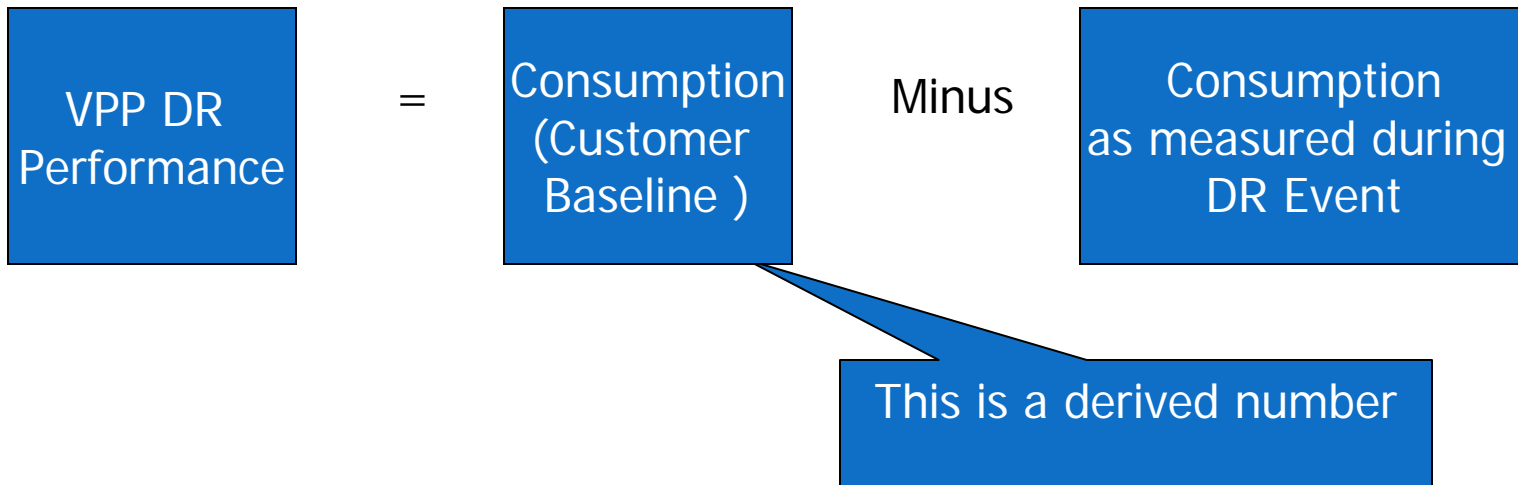 VPP DR
Performance
=
Consumption
(Customer
Baseline )
Minus
Consumption
as measured during
DR Event
This is a derived number